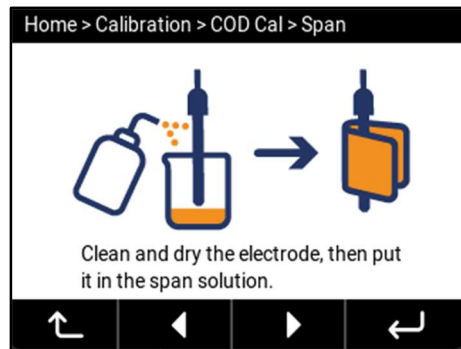 Home > Calibration > COD Cal > Span
Clean and dry the electrode, then put
it in the span solution.